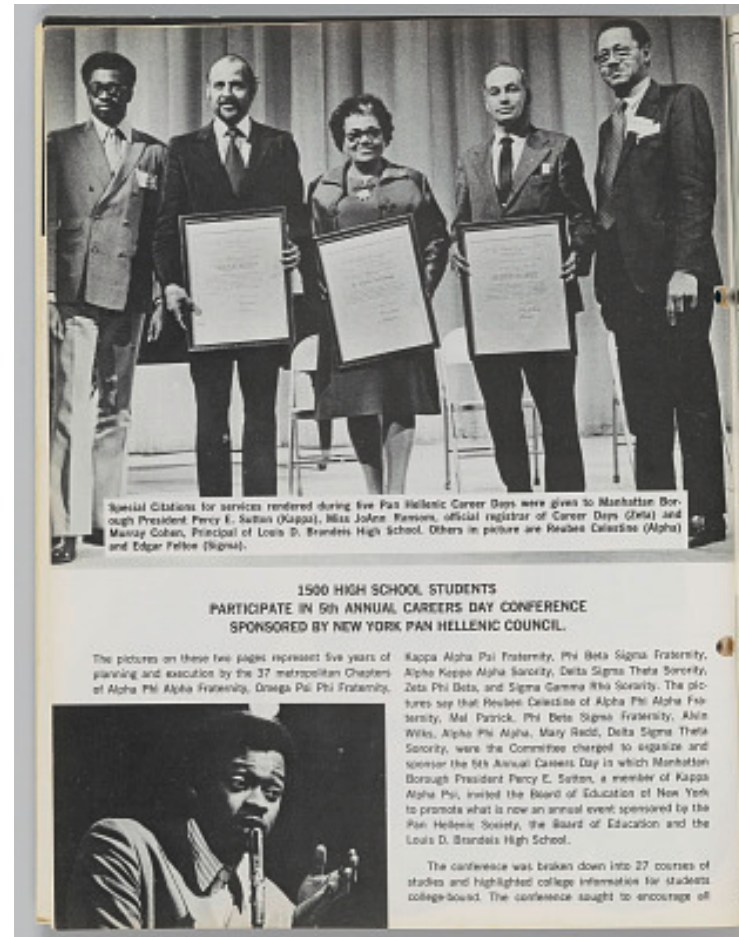 Special Citations for services rendered during five Pan Hellenic Career Days were given to Manhattan Bor-
ough President Percy E. Sutton (Kappa), Miss JoAnn Ransom, official registrar of Career Days (Zeta) and
Murray Cohen, Principal of Louis D. Brandeis High School. Others in picture are Reuben Celestine (Alpha)
and Edgar Felton (Sigma).
1500 HIGH SCHOOL STUDENTS
PARTICIPATE IN 5th ANNUAL CAREERS DAY CONFERENCE
SPONSORED BY NEW YORK PAN HELLENIC COUNCIL.
The pictures on these two pages represent five years of
planning and execution by the 37 metropolitan Chapters
of Alpha Phi Alpha Fraternity, Omega Psi Phi Fraternity,
Kappa Alpha Psi Fraternity, Phi Beta Sigma Fraternity,
Alpha Kappa Alpha Sorority, Delta Sigma Theta Sorority,
Zeta Phi Beta, and Sigma Gamma Rho Sorority. The pic-
tures say that Reuben Celestine of Alpha Phi Alpha Fra-
ternity, Mel Patrick, Phi Beta Sigma Fraternity, Alvin
Wilks, Alpha Phi Alpha, Mary Redd, Delta Sigma Theta
Sorority, were the Committee charged to organize and
sponsor the 5th Annual Careers Day in which Manhattan
Borough President Percy E. Sutton, a member of Kappa
Alpha Psi, invited the Board of Education of New York
to promote what is now an annual event sponsored by the
Pan Hellenic Society, the Board of Education and the
Louis D. Brandeis High School.
The conference was broken down into 27 courses of
studies and highlighted college information for students
college-bound. The conference sought to encourage all